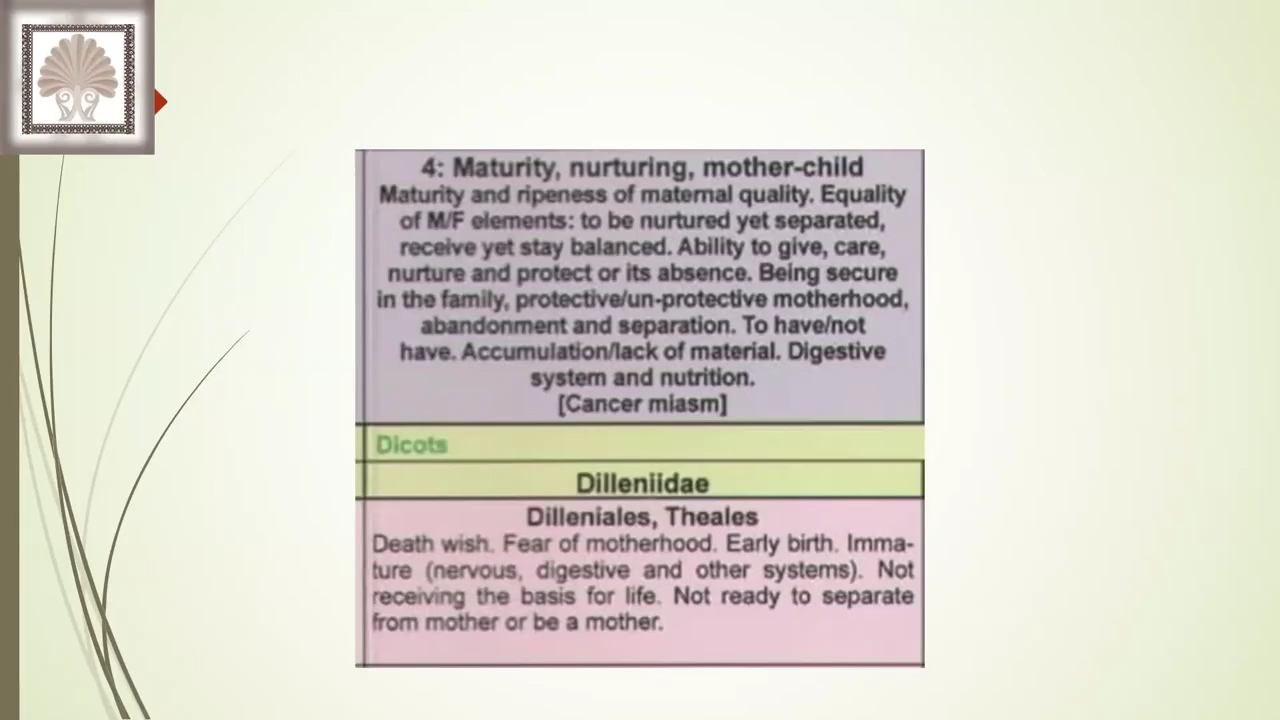 4: Maturity, nurturing, mother-child
Maturity and ripeness of maternal quality. Equality
of M/F elements: to be nurtured yet separated,
receive yet stay balanced. Ability to give, care,
nurture and protect or its absence. Being secure
in the family, protective/un-protective motherhood,
abandonment and separation. To have/not
have. Accumulation/lack of material. Digestive
system and nutrition.
[Cancer miasm]
Dicots
Dilleniidae
Dilleniales, Theales
Death wish. Fear of motherhood. Early birth. Imma-
ture (nervous, digestive and other systems). Not
receiving the basis for life. Not ready to separate
from mother or be a mother.